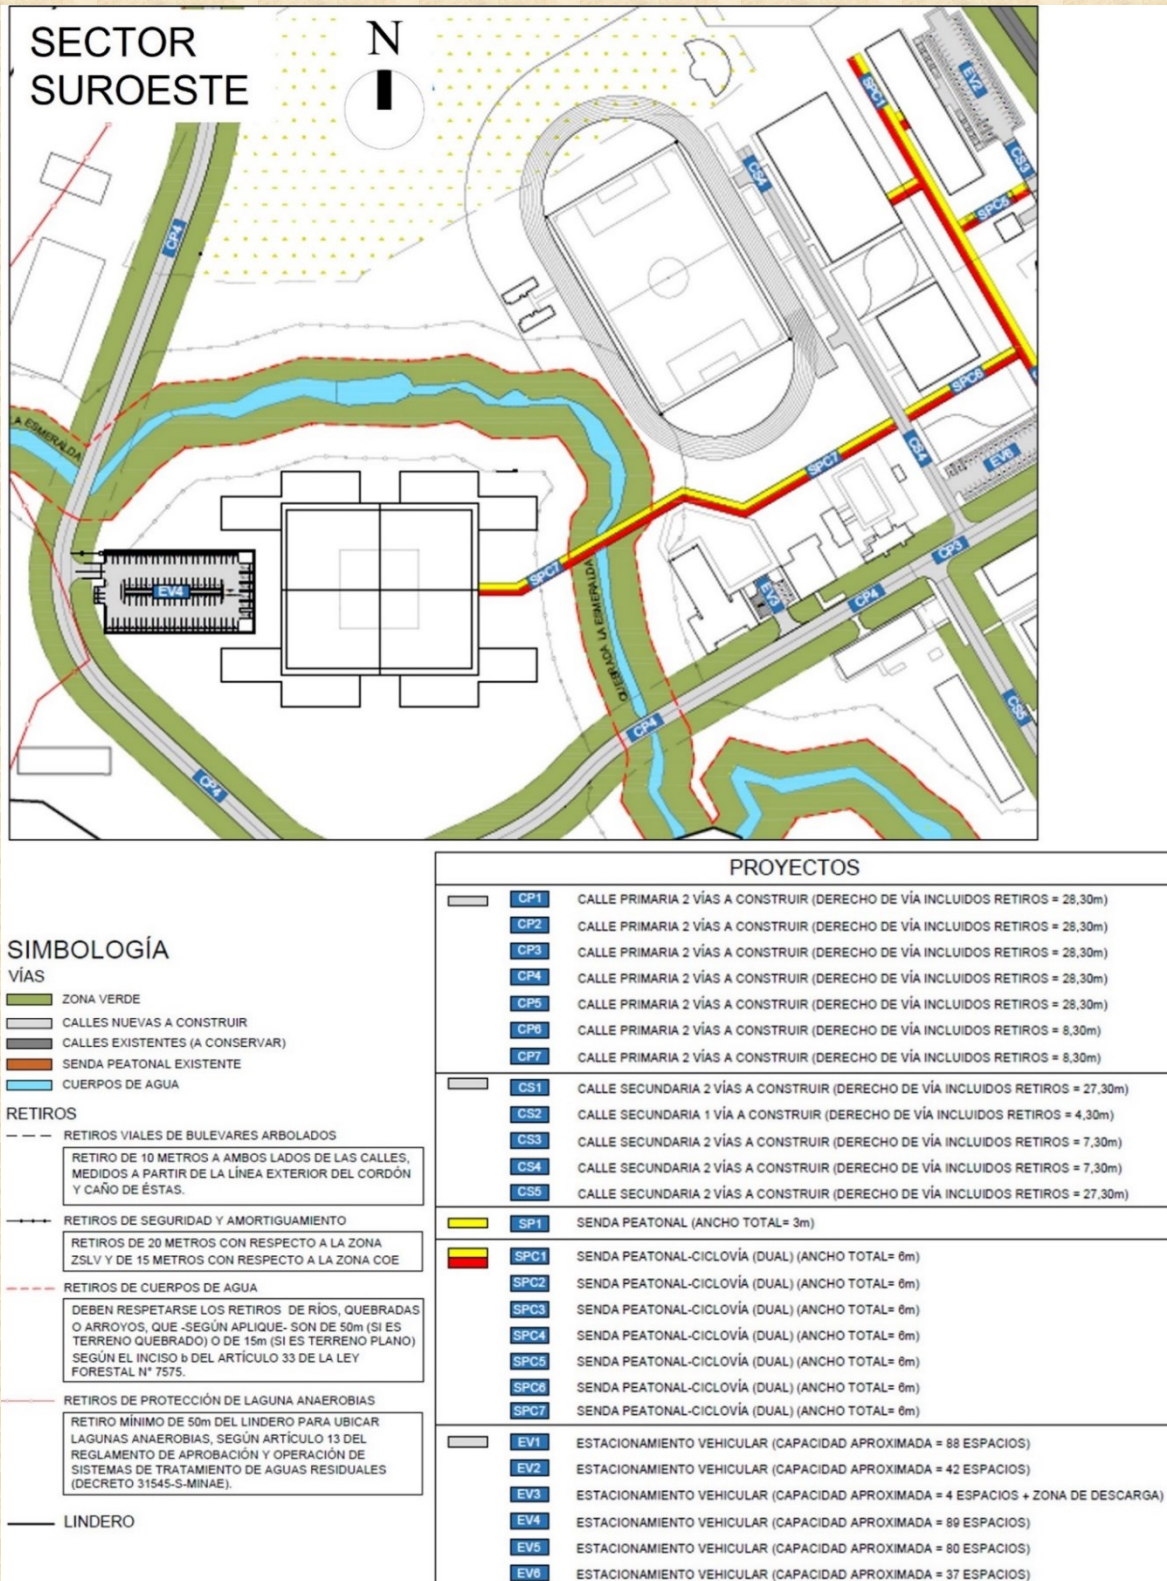 SECTOR
SUROESTE
N
SPC1
EV2
CS3
CS4
SPC5
CP4
SPC6
LA ESMERALDA
CS4
EV6
SPC7
CP3
EV4
SPC7
EV3
CP4
QUEBRADA LA ESMERALDA
CS5
CP4
CP4
SIMBOLOGÍA
VÍAS
ZONA VERDE
CALLES NUEVAS A CONSTRUIR
CALLES EXISTENTES (A CONSERVAR)
SENDA PEATONAL EXISTENTE
CUERPOS DE AGUA
RETIROS
RETIROS VIALES DE BULEVARES ARBOLADOS
RETIRO DE 10 METROS A AMBOS LADOS DE LAS CALLES,
MEDIDOS A PARTIR DE LA LÍNEA EXTERIOR DEL CORDÓN
Y CAÑO DE ÉSTAS.
RETIROS DE SEGURIDAD Y AMORTIGUAMIENTO
RETIROS DE 20 METROS CON RESPECTO A LA ZONA
ZSLV Y DE 15 METROS CON RESPECTO A LA ZONA COE
RETIROS DE CUERPOS DE AGUA
DEBEN RESPETARSE LOS RETIROS DE RÍOS, QUEBRADAS
O ARROYOS, QUE -SEGÚN APLIQUE- SON DE 50m (SI ES
TERRENO QUEBRADO) O DE 15m (SI ES TERRENO PLANO)
SEGÚN EL INCISO b DEL ARTÍCULO 33 DE LA LEY
FORESTAL N° 7575.
RETIROS DE PROTECCIÓN DE LAGUNA ANAEROBIAS
RETIRO MÍNIMO DE 50m DEL LINDERO PARA UBICAR
LAGUNAS ANAEROBIAS, SEGÚN ARTÍCULO 13 DEL
REGLAMENTO DE APROBACIÓN Y OPERACIÓN DE
SISTEMAS DE TRATAMIENTO DE AGUAS RESIDUALES
(DECRETO 31545-S-MINAE).
LINDERO
PROYECTOS
CP1 CALLE PRIMARIA 2 VÍAS A CONSTRUIR (DERECHO DE VÍA INCLUIDOS RETIROS = 28,30m)
CP2 CALLE PRIMARIA 2 VÍAS A CONSTRUIR (DERECHO DE VÍA INCLUIDOS RETIROS = 28,30m)
CP3 CALLE PRIMARIA 2 VÍAS A CONSTRUIR (DERECHO DE VÍA INCLUIDOS RETIROS = 28,30m)
CP4 CALLE PRIMARIA 2 VÍAS A CONSTRUIR (DERECHO DE VÍA INCLUIDOS RETIROS = 28,30m)
CP5 CALLE PRIMARIA 2 VÍAS A CONSTRUIR (DERECHO DE VÍA INCLUIDOS RETIROS = 28,30m)
CP6 CALLE PRIMARIA 2 VÍAS A CONSTRUIR (DERECHO DE VÍA INCLUIDOS RETIROS = 8,30m)
CP7 CALLE PRIMARIA 2 VÍAS A CONSTRUIR (DERECHO DE VÍA INCLUIDOS RETIROS = 8,30m)
CS1 CALLE SECUNDARIA 2 VÍAS A CONSTRUIR (DERECHO DE VÍA INCLUIDOS RETIROS = 27,30m)
CS2 CALLE SECUNDARIA 1 VÍA A CONSTRUIR (DERECHO DE VÍA INCLUIDOS RETIROS = 4,30m)
CS3 CALLE SECUNDARIA 2 VÍAS A CONSTRUIR (DERECHO DE VÍA INCLUIDOS RETIROS = 7,30m)
CS4 CALLE SECUNDARIA 2 VÍAS A CONSTRUIR (DERECHO DE VÍA INCLUIDOS RETIROS = 7,30m)
CS5 CALLE SECUNDARIA 2 VÍAS A CONSTRUIR (DERECHO DE VÍA INCLUIDOS RETIROS = 27,30m)
SP1 SENDA PEATONAL (ANCHO TOTAL= 3m)
SPC1 SENDA PEATONAL-CICLOVÍA (DUAL) (ANCHO TOTAL= 6m)
SPC2 SENDA PEATONAL-CICLOVÍA (DUAL) (ANCHO TOTAL= 6m)
SPC3 SENDA PEATONAL-CICLOVÍA (DUAL) (ANCHO TOTAL= 6m)
SPC4 SENDA PEATONAL-CICLOVÍA (DUAL) (ANCHO TOTAL= 6m)
SPC5 SENDA PEATONAL-CICLOVÍA (DUAL) (ANCHO TOTAL= 6m)
SPC6 SENDA PEATONAL-CICLOVÍA (DUAL) (ANCHO TOTAL= 6m)
SPC7 SENDA PEATONAL-CICLOVÍA (DUAL) (ANCHO TOTAL= 6m)
EV1 ESTACIONAMIENTO VEHICULAR (CAPACIDAD APROXIMADA = 88 ESPACIOS)
EV2 ESTACIONAMIENTO VEHICULAR (CAPACIDAD APROXIMADA = 42 ESPACIOS)
EV3 ESTACIONAMIENTO VEHICULAR (CAPACIDAD APROXIMADA = 4 ESPACIOS + ZONA DE DESCARGA)
EV4 ESTACIONAMIENTO VEHICULAR (CAPACIDAD APROXIMADA = 89 ESPACIOS)
EV5 ESTACIONAMIENTO VEHICULAR (CAPACIDAD APROXIMADA = 80 ESPACIOS)
EV6 ESTACIONAMIENTO VEHICULAR (CAPACIDAD APROXIMADA = 37 ESPACIOS)